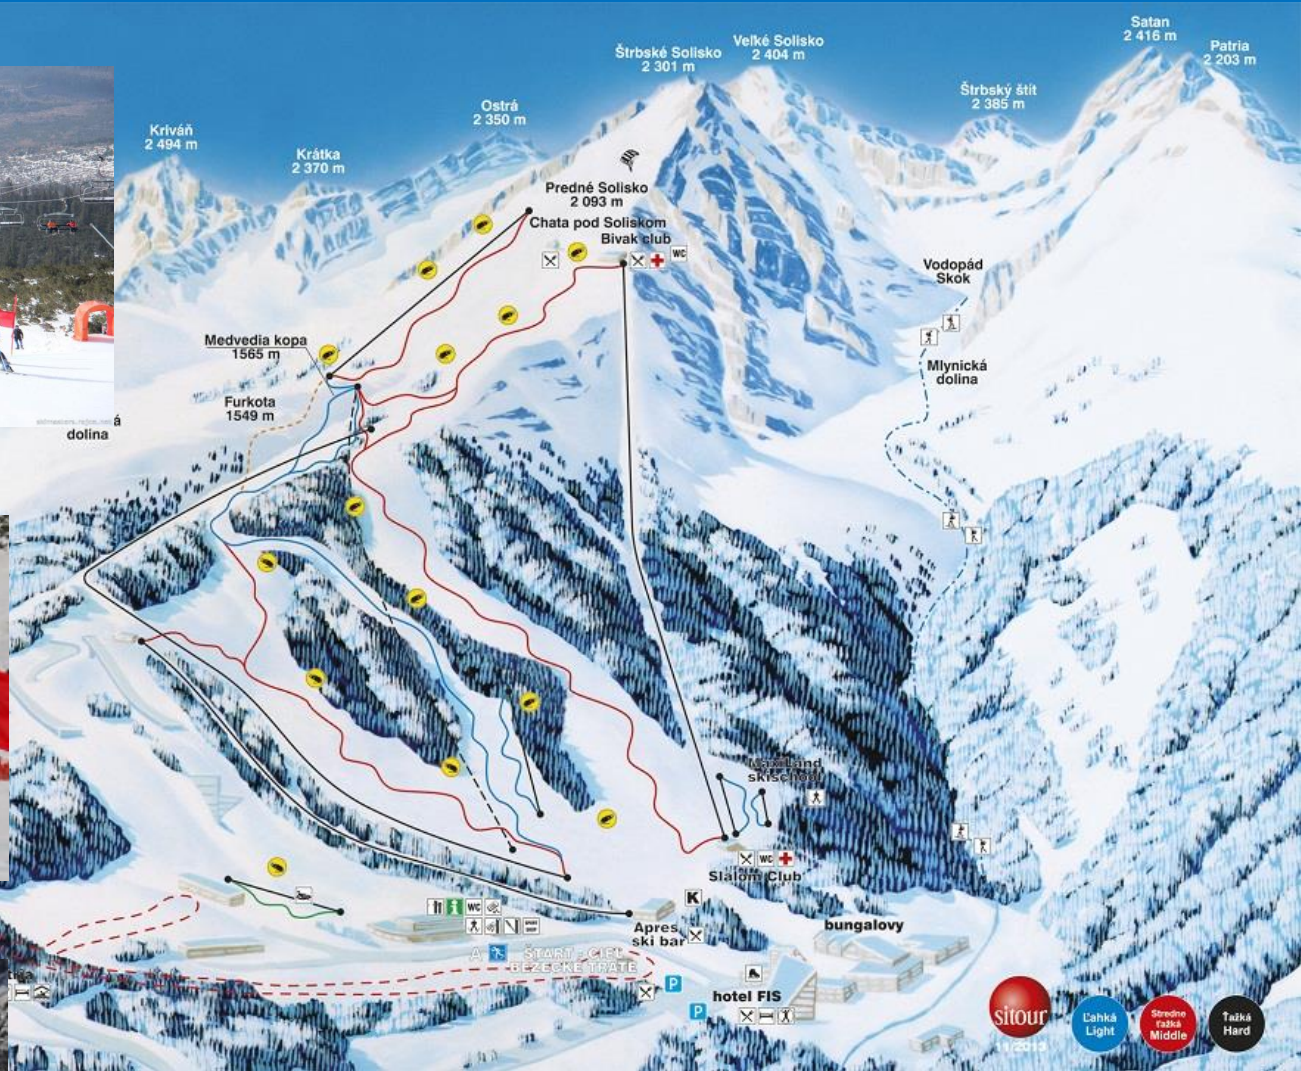 Satan
2 416 m
Patria
2 203 m
Veľké Solisko
2 404 m
Štrbské Solisko
2 301 m
Štrbský štít
2 385 m
Ostrá
2 350 m
Kriváň
2 494 m
Krátka
2 370 m
Predné Solisko
2 093 m
Chata pod Soliskom
Bivak club
WC
Vodopád
Skok
Medvedia kopa
1565 m
Mlynická
dolina
Furkota
1549 m
á
dolina
Maxiland
skischool
WC
Slalom Club
WC
K
Apres
ski bar
bungalovy
A ŠTART - CIEĽ
BEŽECKÉ TRATE
P
hotel FIS
P
sitour
11/2013
Ľahká
Light
Stredne
ťažká
Middle
Ťažká
Hard